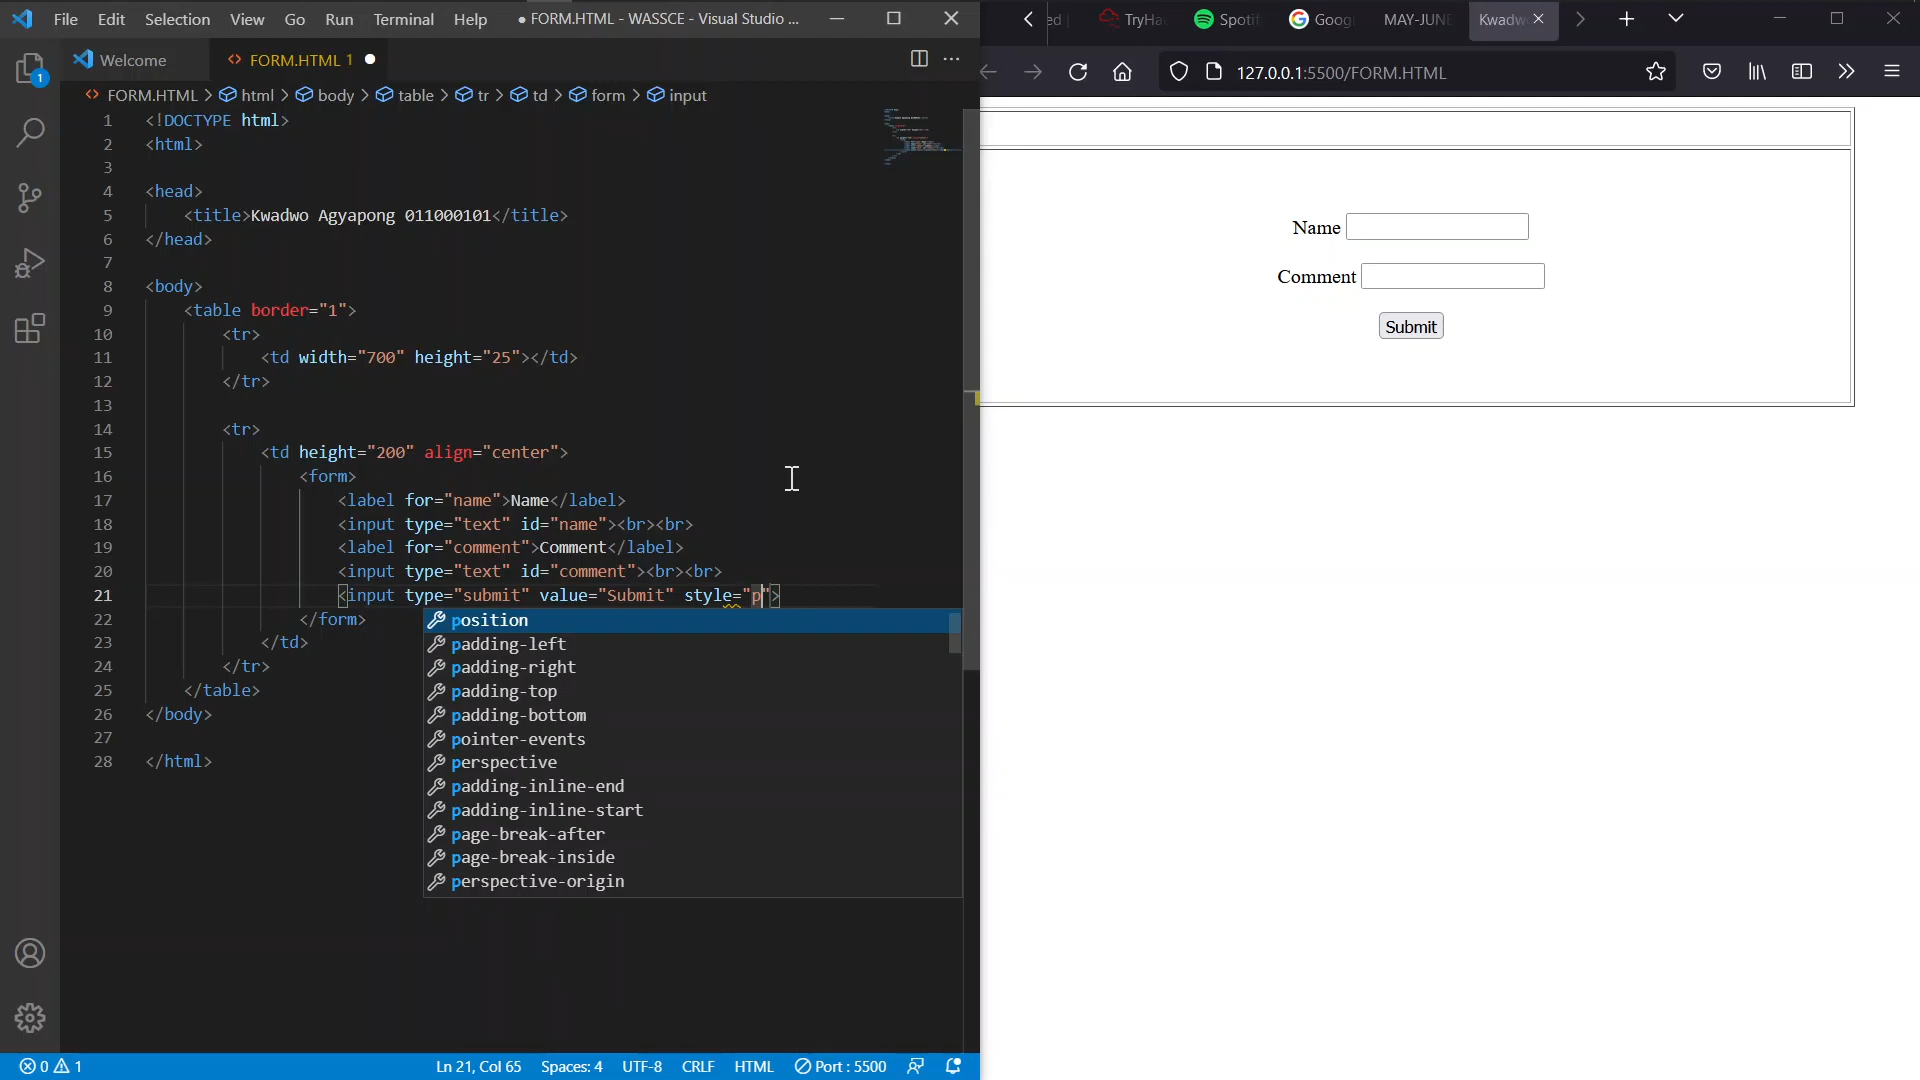 File Edit Selection View Go Run Terminal Help ● FORM.HTML - WASSCE - Visual Studio ...
Welcome FORM.HTML 1
FORM.HTML > html > body > table > tr > td > form > input
1 <!DOCTYPE html>
2 <html>
3
4 <head>
5 <title>Kwadwo Agyapong 011000101</title>
6 </head>
7
8 <body>
9 <table border="1">
10 <tr>
11 <td width="700" height="25"></td>
12 </tr>
13
14 <tr>
15 <td height="200" align="center">
16 <form>
17 <label for="name">Name</label>
18 <input type="text" id="name"><br><br>
19 <label for="comment">Comment</label>
20 <input type="text" id="comment"><br><br>
21 <input type="submit" value="Submit" style="p">
22 </form>
23 </td>
24 </tr>
25 </table>
26 </body>
27
28 </html>
position
padding-left
padding-right
padding-top
padding-bottom
pointer-events
perspective
padding-inline-end
padding-inline-start
page-break-after
page-break-inside
perspective-origin
1
0 1 Ln 21, Col 65 Spaces: 4 UTF-8 CRLF HTML Port : 5500
ed TryHa Spotif Goog MAY-JUNE Kwadw
127.0.0.1:5500/FORM.HTML
Name
Comment
Submit